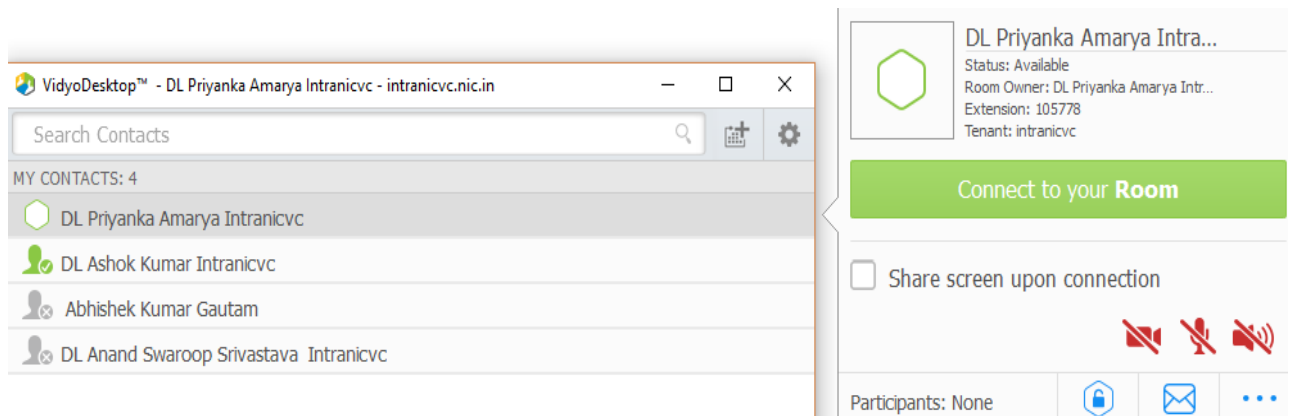 VidyoDesktop™ - DL Priyanka Amarya Intranicvc - intranicvc.nic.in
Search Contacts
MY CONTACTS: 4
DL Priyanka Amarya Intranicvc
DL Ashok Kumar Intranicvc
Abhishek Kumar Gautam
DL Anand Swaroop Srivastava Intranicvc
DL Priyanka Amarya Intra...
Status: Available
Room Owner: DL Priyanka Amarya Intr...
Extension: 105778
Tenant: intranicvc
Connect to your Room
Share screen upon connection
Participants: None